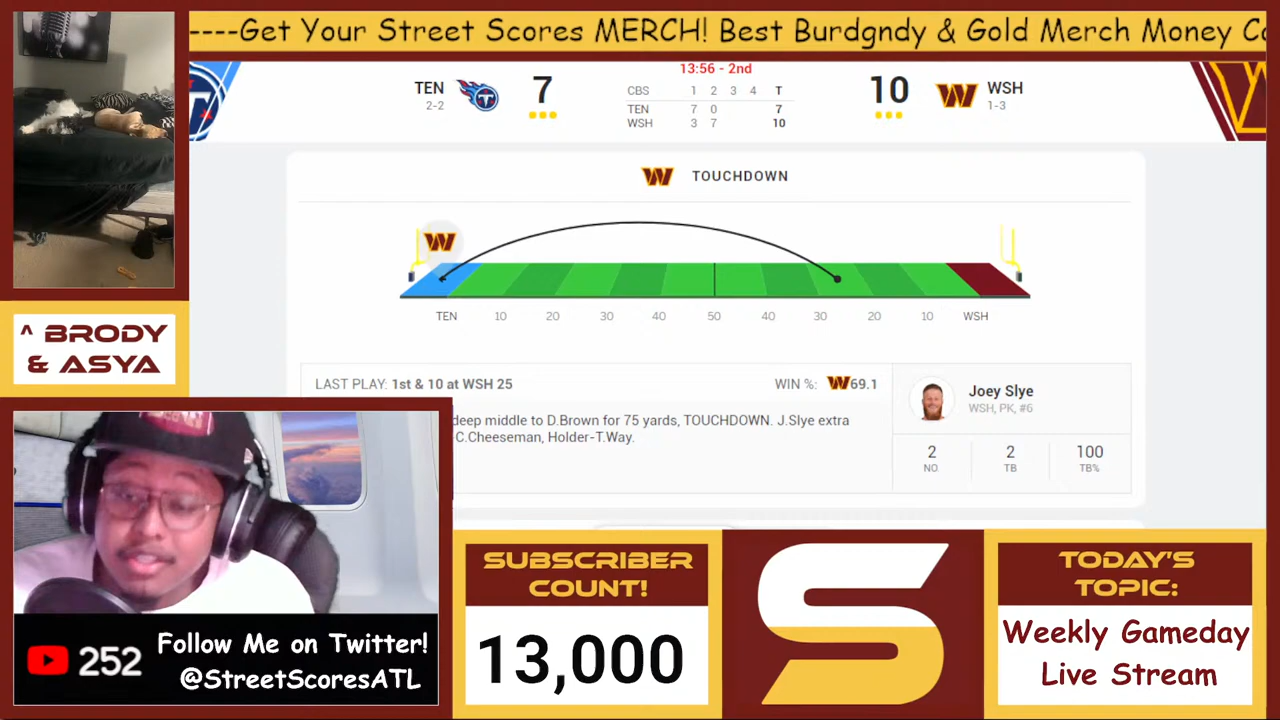 ----Get Your Street Scores MERCH! Best Burdgndy & Gold Merch Money
TEN
2-2
7
13:56 - 2nd
CBS 1 2 3 4 T
TEN 7 0 7
WSH 3 7 10
10
WSH
1-3
TOUCHDOWN
TEN 10 20 30 40 50 40 30 20 10 WSH
LAST PLAY: 1st & 10 at WSH 25
WIN %: 69.1
deep middle to D.Brown for 75 yards, TOUCHDOWN. J.Slye extra
C.Cheeseman, Holder-T.Way.
Joey Slye
WSH, PK, #6
2 2 100
NO TB TB%
^ BRODY
& ASYA
252
Follow Me on Twitter!
@StreetScoresATL
SUBSCRIBER
COUNT!
13,000
S
TODAY'S
TOPIC:
Weekly Gameday
Live Stream